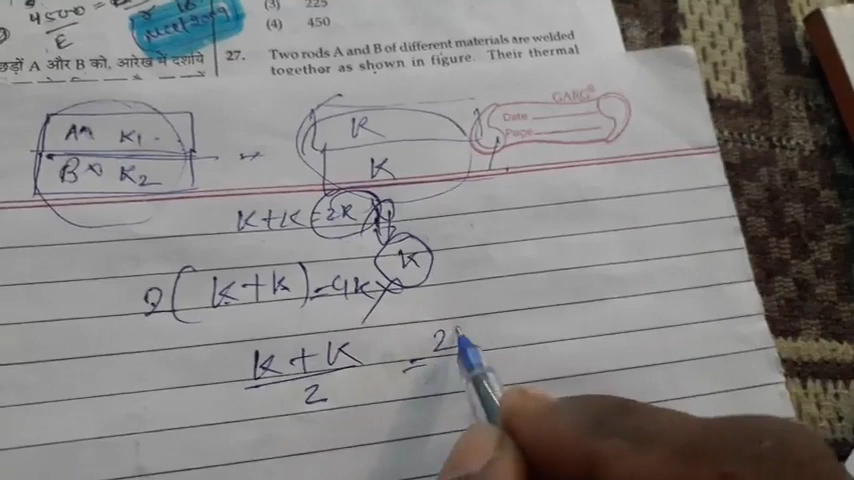 (3) 225
4500 =
E
(4) 450
छड़ों A और B को, आरेख में दर्शाये
27. Two rods A and B of different materials are welded
together as shown in figure. Their thermal
GARG®
Date
Page
K1
B K2
K
K
K+K=2K
K
2(K+K)=4K
K+K = 2
2